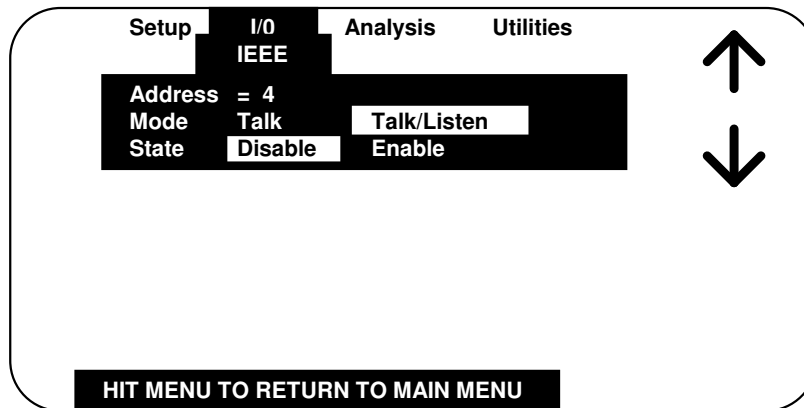 Setup I/0 Analysis Utilities
IEEE
Address = 4
Mode Talk Talk/Listen
State Disable Enable
HIT MENU TO RETURN TO MAIN MENU